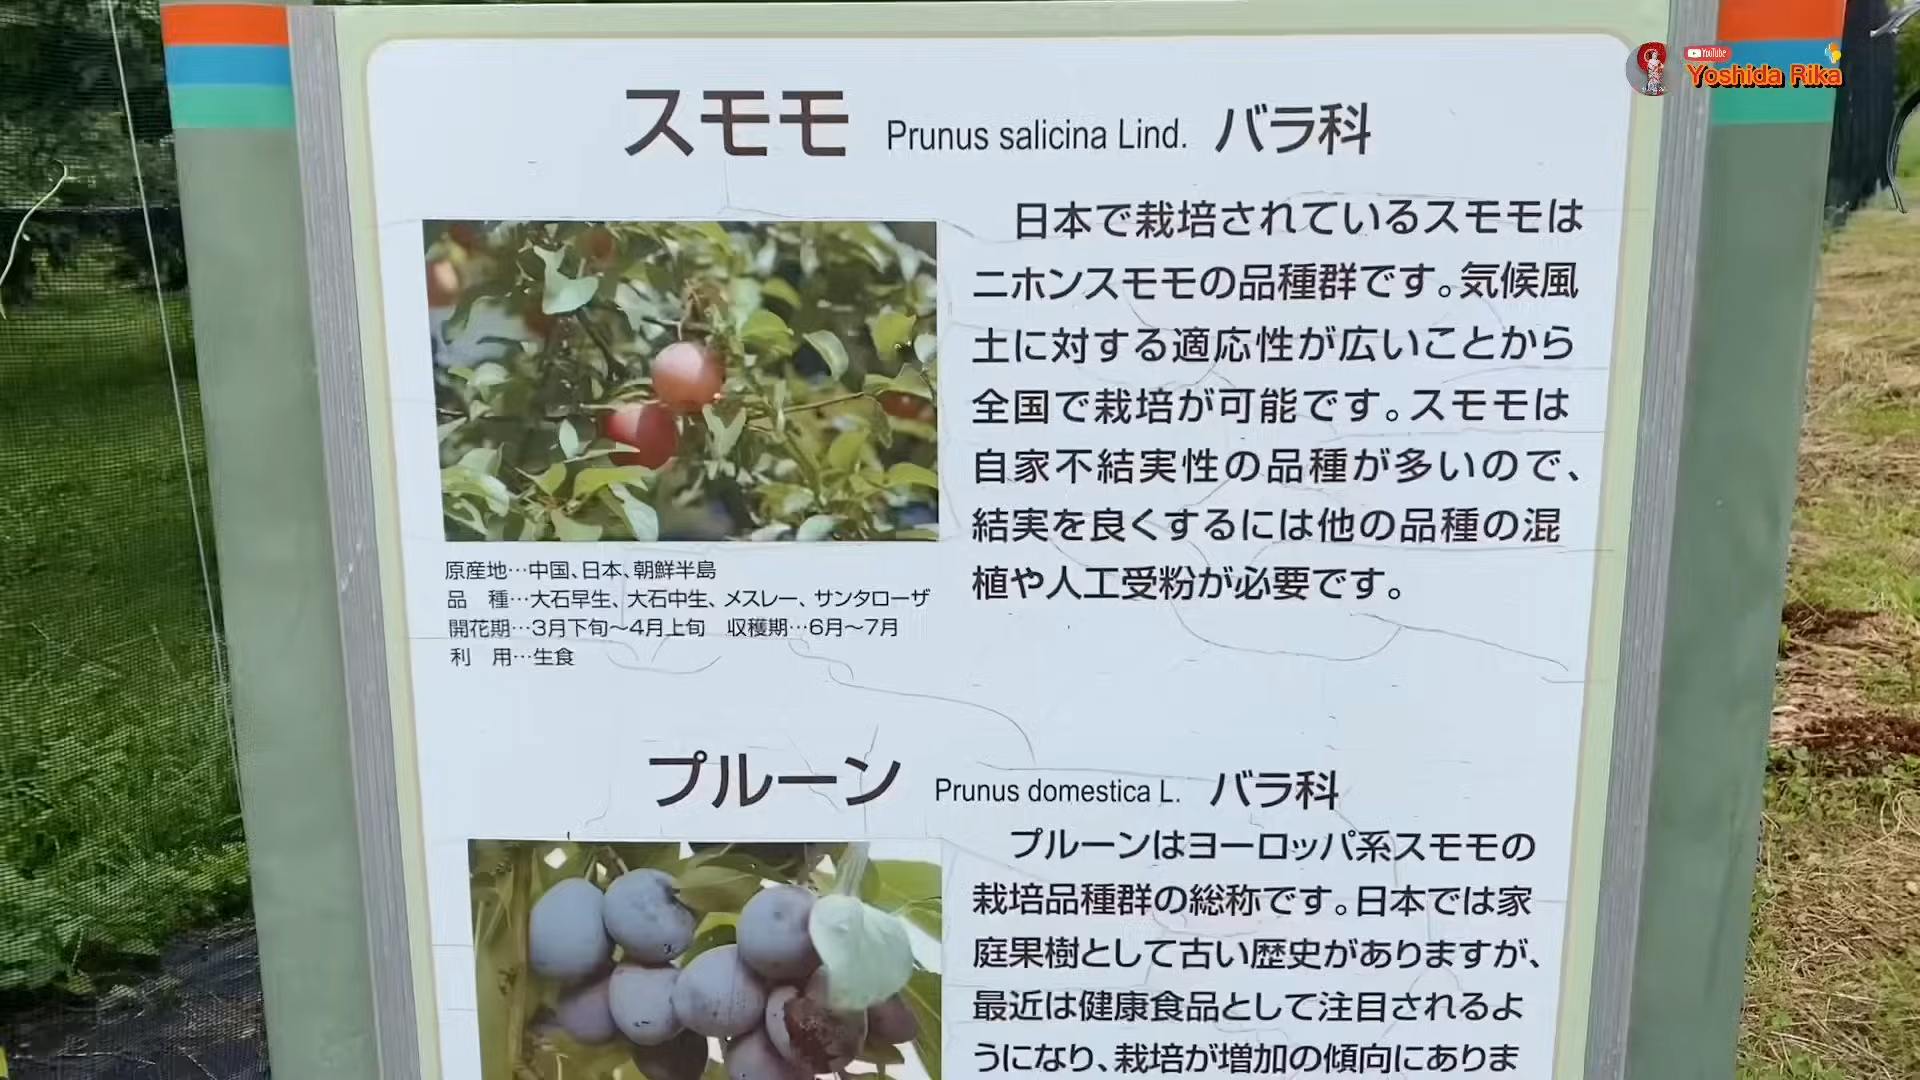 YouTube
Yoshida Rika
スモモ Prunus salicina Lind. バラ科
日本で栽培されているスモモは
ニホンスモモの品種群です。気候風
土に対する適応性が広いことから
全国で栽培が可能です。スモモは
自家不結実性の品種が多いので、
結実を良くするには他の品種の混
植や人工受粉が必要です。
原産地…中国、日本、朝鮮半島
品　種…大石早生、大石中生、メスレー、サンタローザ
開花期…3月下旬〜4月上旬　収穫期…6月〜7月
利　用…生食
プルーン Prunus domestica L. バラ科
プルーンはヨーロッパ系スモモの
栽培品種群の総称です。日本では家
庭果樹として古い歴史がありますが、
最近は健康食品として注目されるよ
うになり、栽培が増加の傾向にありま